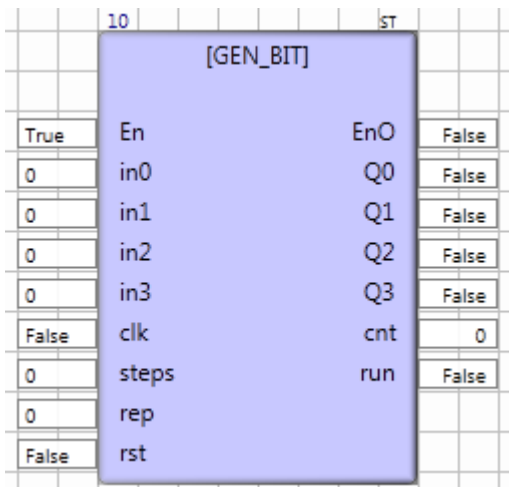 10 ST
[GEN_BIT]
True En EnO False
0 in0 Q0 False
0 in1 Q1 False
0 in2 Q2 False
0 in3 Q3 False
False clk cnt 0
0 steps run False
0 rep
False rst